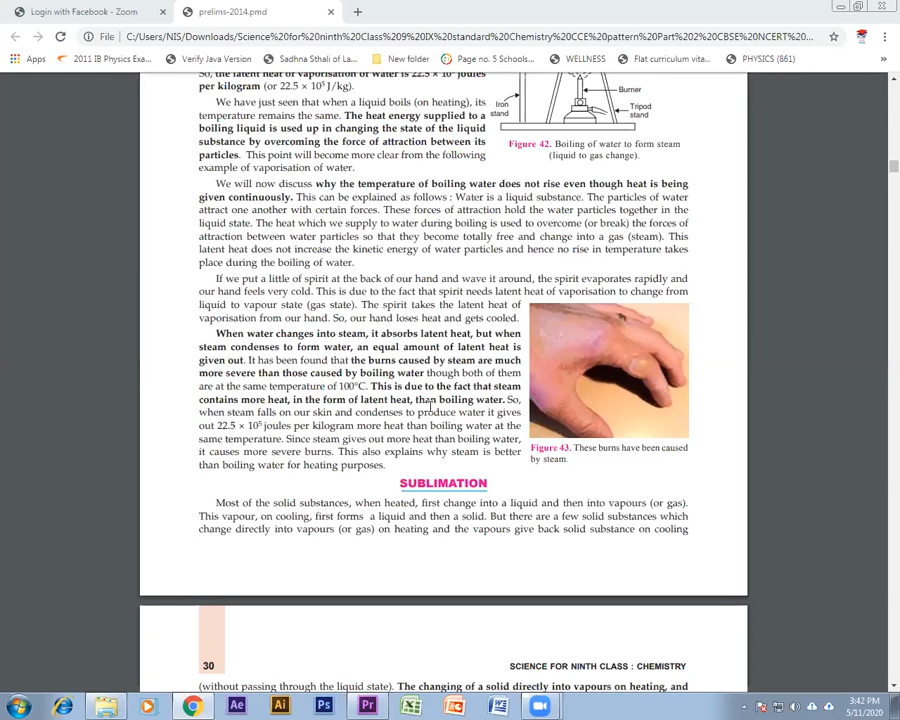 Login with Facebook - Zoom
prelims-2014.pmd
File
C:/Users/NIS/Downloads/Science%20for%20ninth%20Class%209%20IX%20standard%20Chemistry%20CCE%20pattern%20Part%202%20CBSE%20NCERT%20...
Apps
2011 IB Physics Exa...
Verify Java Version
Sadhna Sthali of La...
New folder
Page no. 5 Schools...
WELLNESS
Flat curriculum vita...
PHYSICS (861)
So, the latent heat of vaporisation of water is 22.5 × 10⁵ joules
per kilogram (or 22.5 × 10⁵ J/kg).
We have just seen that when a liquid boils (on heating), its
temperature remains the same. The heat energy supplied to a
boiling liquid is used up in changing the state of the liquid
substance by overcoming the force of attraction between its
particles. This point will become more clear from the following
example of vaporisation of water.
Burner
Iron
stand
Tripod
stand
Figure 42. Boiling of water to form steam
(liquid to gas change).
We will now discuss why the temperature of boiling water does not rise even though heat is being
given continuously. This can be explained as follows : Water is a liquid substance. The particles of water
attract one another with certain forces. These forces of attraction hold the water particles together in the
liquid state. The heat which we supply to water during boiling is used to overcome (or break) the forces of
attraction between water particles so that they become totally free and change into a gas (steam). This
latent heat does not increase the kinetic energy of water particles and hence no rise in temperature takes
place during the boiling of water.
If we put a little of spirit at the back of our hand and wave it around, the spirit evaporates rapidly and
our hand feels very cold. This is due to the fact that spirit needs latent heat of vaporisation to change from
liquid to vapour state (gas state). The spirit takes the latent heat of
vaporisation from our hand. So, our hand loses heat and gets cooled.
When water changes into steam, it absorbs latent heat, but when
steam condenses to form water, an equal amount of latent heat is
given out. It has been found that the burns caused by steam are much
more severe than those caused by boiling water though both of them
are at the same temperature of 100°C. This is due to the fact that steam
contains more heat, in the form of latent heat, than boiling water. So,
when steam falls on our skin and condenses to produce water it gives
out 22.5 × 10⁵ joules per kilogram more heat than boiling water at the
same temperature. Since steam gives out more heat than boiling water,
it causes more severe burns. This also explains why steam is better
than boiling water for heating purposes.
Figure 43. These burns have been caused
by steam.
SUBLIMATION
Most of the solid substances, when heated, first change into a liquid and then into vapours (or gas).
This vapour, on cooling, first forms a liquid and then a solid. But there are a few solid substances which
change directly into vapours (or gas) on heating and the vapours give back solid substance on cooling
30
SCIENCE FOR NINTH CLASS : CHEMISTRY
(without passing through the liquid state). The changing of a solid directly into vapours on heating, and
Ae
Ai
Ps
Pr
3:42 PM
5/11/2020